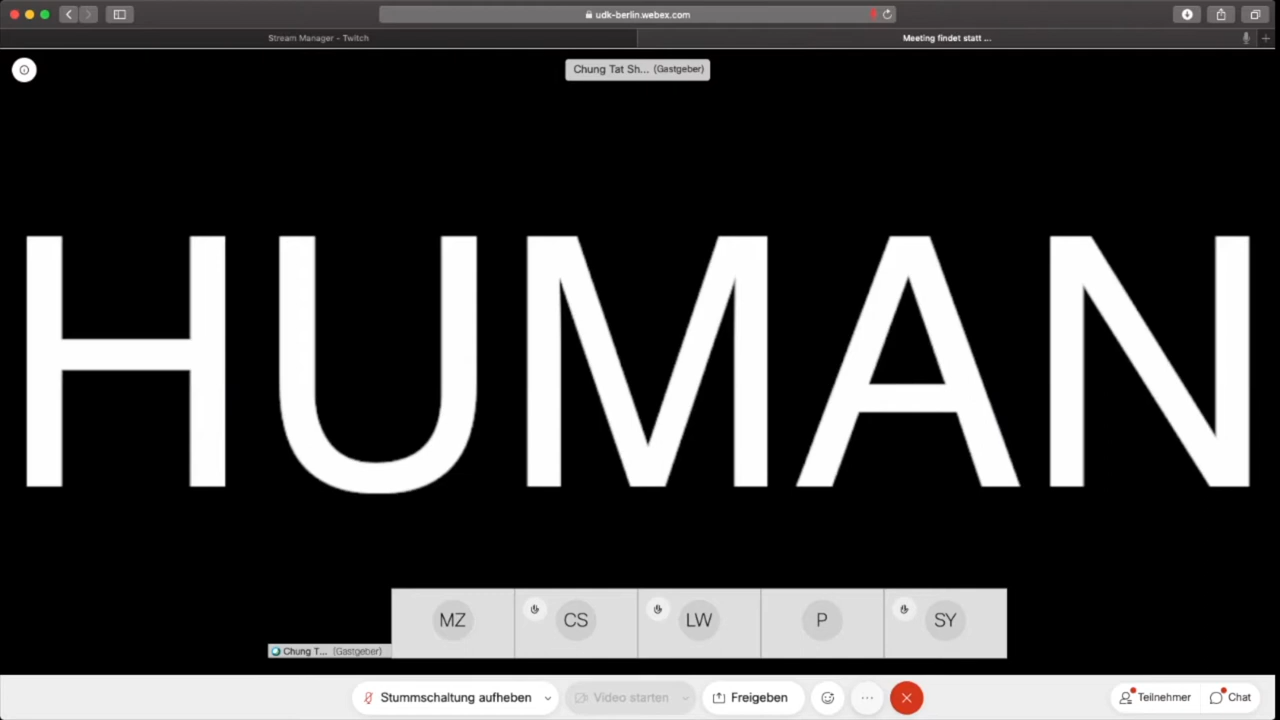 udk-berlin.webex.com
Stream Manager - Twitch
Meeting findet statt ...
Chung Tat Sh... (Gastgeber)
HUMAN
MZ
CS
LW
P
SY
Chung T... (Gastgeber)
Stummschaltung aufheben
Video starten
Freigeben
Teilnehmer
Chat